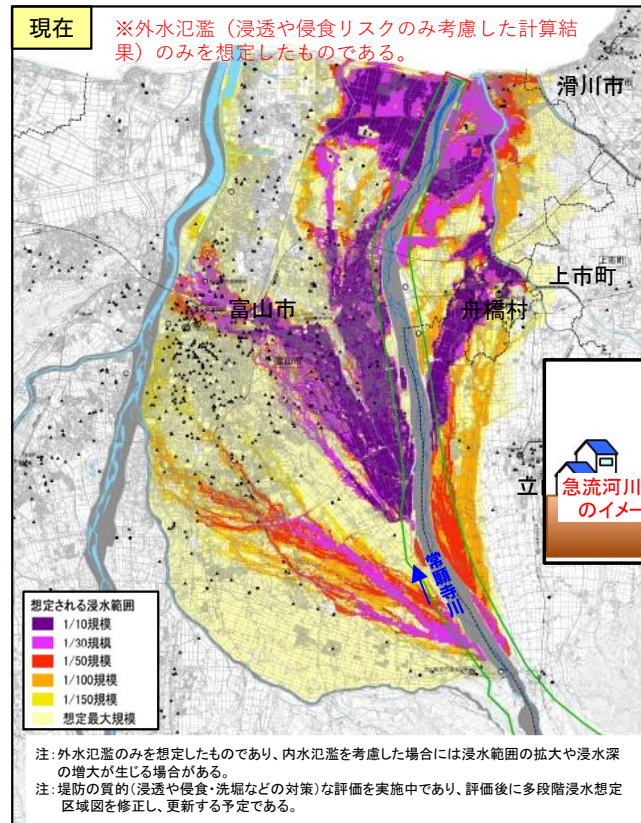 現在
※外水氾濫（浸透や侵食リスクのみ考慮した計算結
果）のみを想定したものである。
滑川市
上市町
上市町
舟橋村
富山市
富山市
立
急流河川
のイメー
常願寺川
想定される浸水範囲
1/10規模
1/30規模
1/50規模
1/100規模
1/150規模
想定最大規模
注：外水氾濫のみを想定したものであり、内水氾濫を考慮した場合には浸水範囲の拡大や浸水深
の増大が生じる場合がある。
注：堤防の質的（浸透や侵食・洗掘などの対策）な評価を実施中であり、評価後に多段階浸水想定
区域図を修正し、更新する予定である。